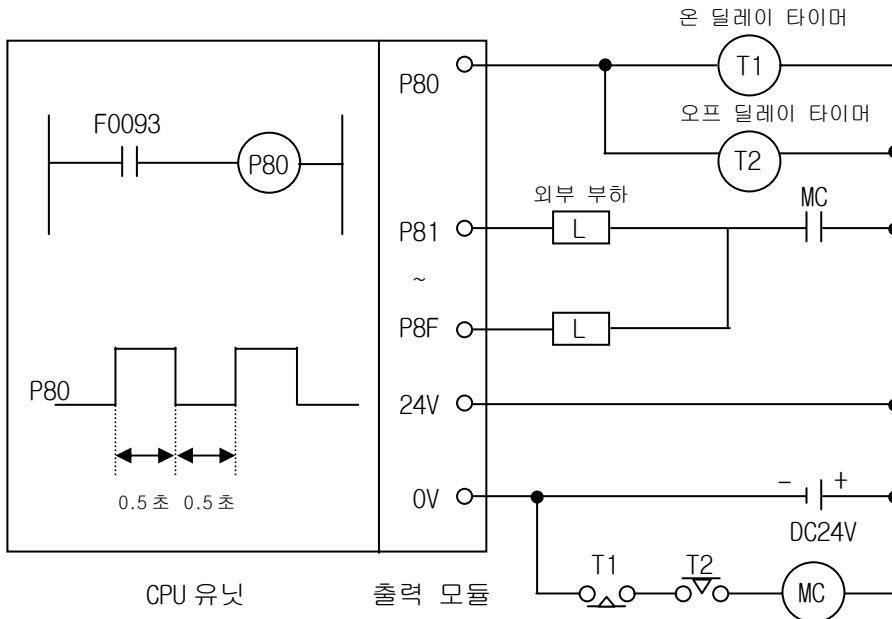 온 딜레이 타이머
P80
T1
F0093
오프 딜레이 타이머
P80
T2
외부 부하
MC
P81
L
~
P8F
L
P80
24V
0.5 초 0.5 초
0V
- +
DC24V
T1 T2
MC
CPU 유닛
출력 모듈